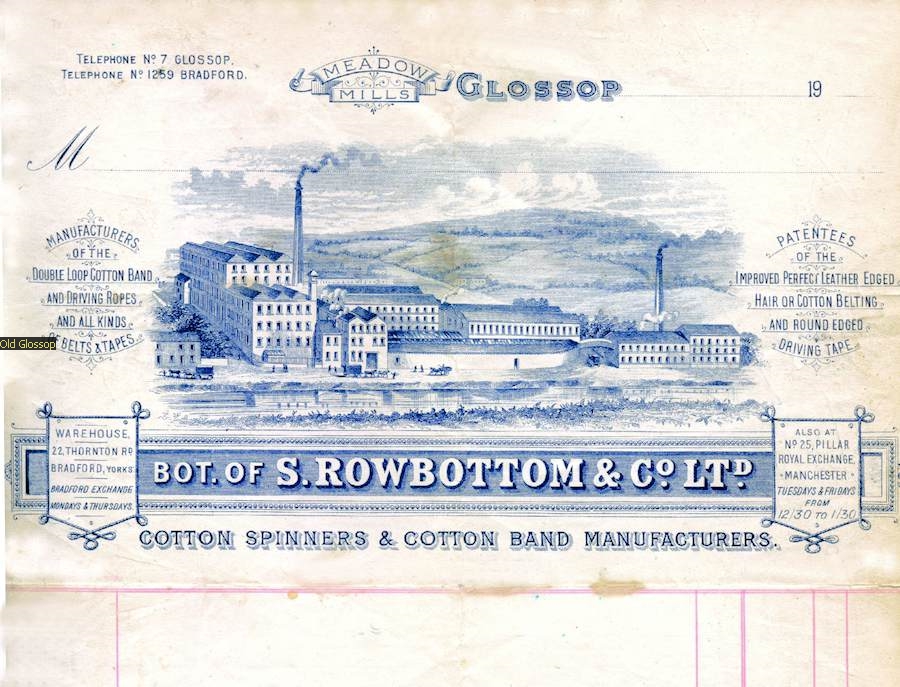 TELEPHONE Nº 7 GLOSSOP.
TELEPHONE Nº 1259 BRADFORD.
MEADOW
MILLS
GLOSSOP
19
M
MANUFACTURERS
OF THE
DOUBLE LOOP COTTON BAND
AND DRIVING ROPES
AND ALL KINDS
OF BELTS & TAPES
Old Glossop
PATENTEES
OF THE
IMPROVED PERFECT LEATHER EDGED
HAIR OR COTTON BELTING
AND ROUND EDGED
DRIVING TAPE
WAREHOUSE,
22, THORNTON RD
BRADFORD, YORKS
BRADFORD EXCHANGE
MONDAYS & THURSDAYS.
BOT. OF S. ROWBOTTOM & Co. LTD.
ALSO AT
No 25, PILLAR
ROYAL EXCHANGE,
MANCHESTER
TUESDAYS & FRIDAYS
FROM
12/30 TO 1/30
COTTON SPINNERS & COTTON BAND MANUFACTURERS.